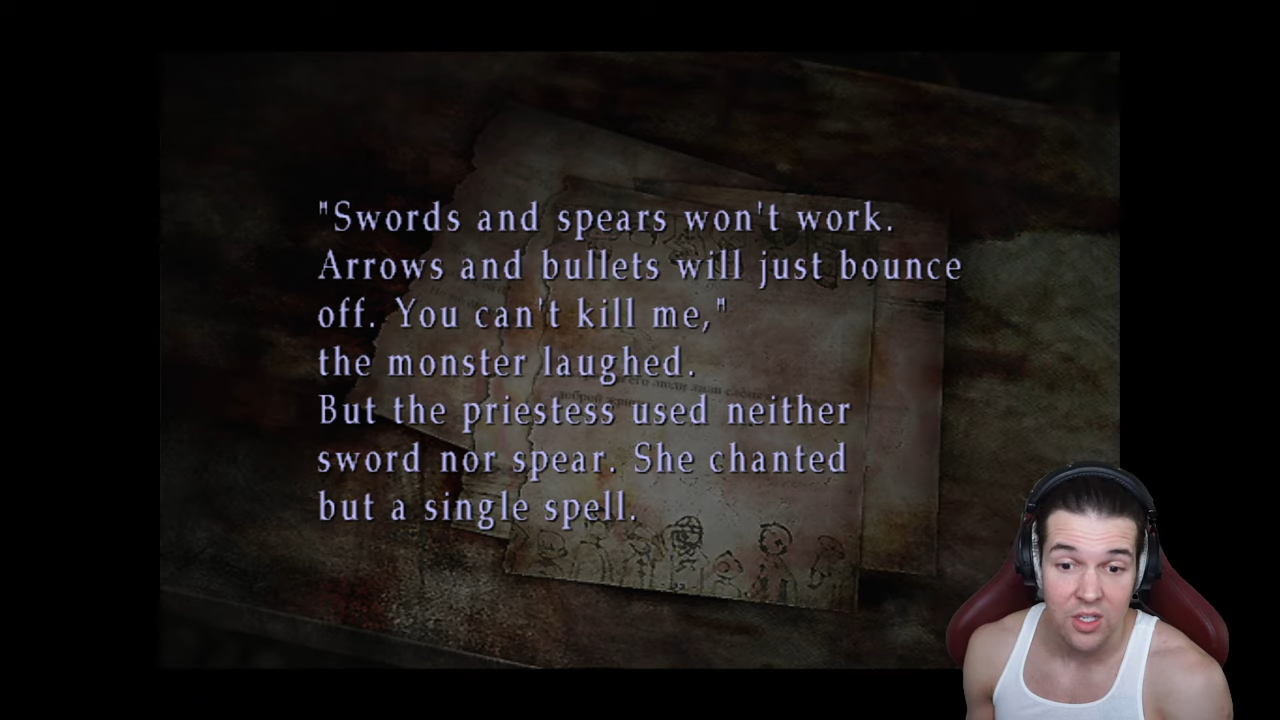 "Swords and spears won't work.
Arrows and bullets will just bounce
off. You can't kill me,"
the monster laughed.
But the priestess used neither
sword nor spear. She chanted
but a single spell.